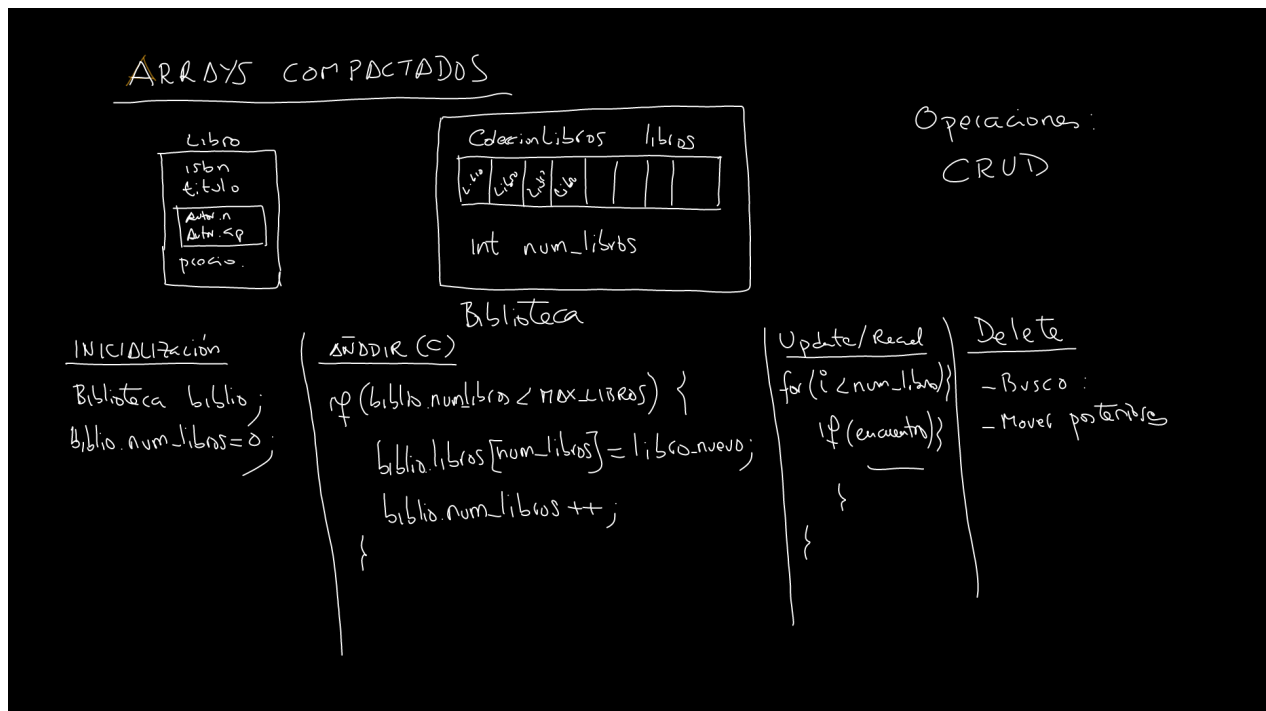 ARRAYS COMPACTADOS
Libro
isbn
titulo
Autor.n
Autor.ap
precio.
ColeccionLibros libros
Libro Libro Libro Libro
int num_libros
Biblioteca
Operaciones:
CRUD
INICIALIZACIÓN
Biblioteca biblio;
biblio.num_libros=0;
AÑADIR (C)
if (biblio.num_libros < MAX_LIBROS) {
biblio.libros[num_libros] = libro_nuevo;
biblio.num_libros ++;
}
Update/Read
for (i < num_libro){
if (encuentro){
}
}
Delete
- Busco :
- Mover posteriores